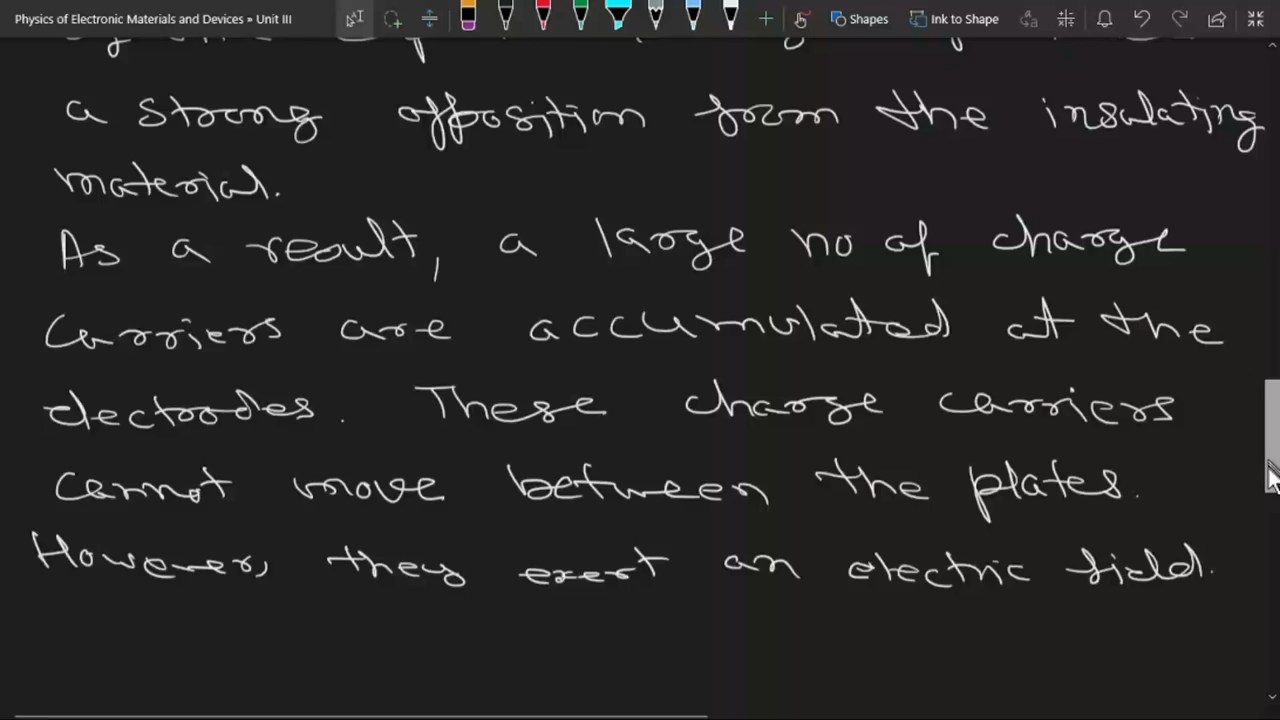 Physics of Electronic Materials and Devices » Unit III
Shapes
Ink to Shape
a strong opposition from the insulating
material.
As a result, a large no of charge
carriers are accumulated at the
electrodes. These charge carriers
cannot move between the plates.
However, they exert an electric field.